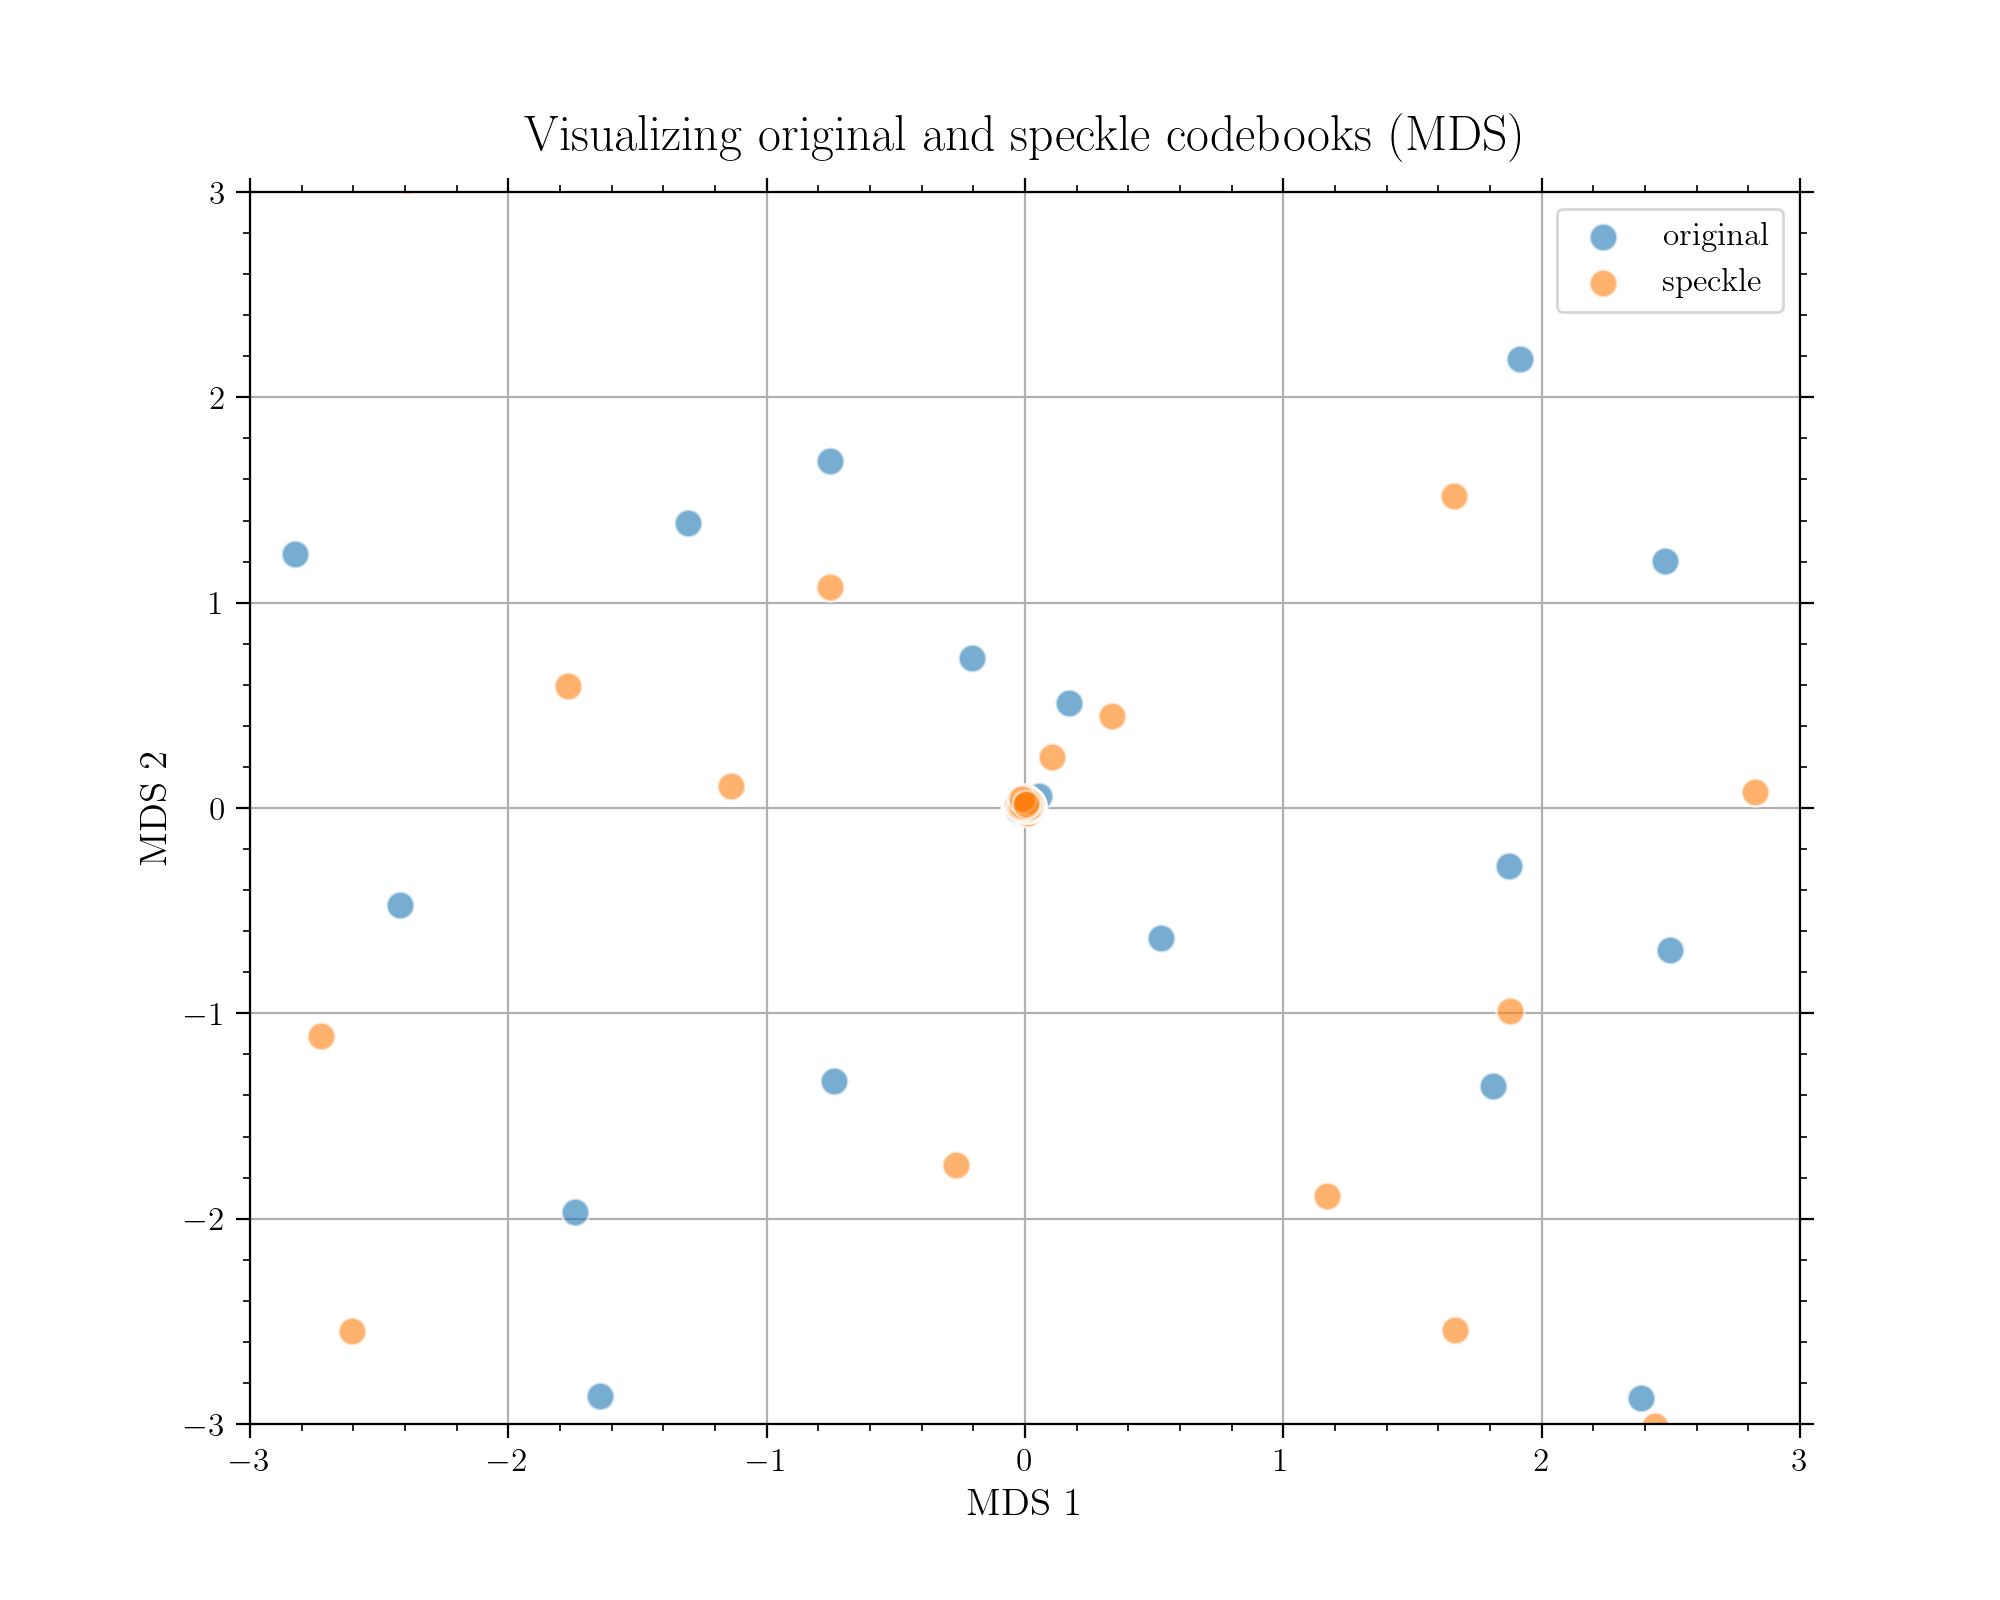 Visualizing original and speckle codebooks (MDS)
original
speckle
3
2
1
0
−1
−2
−3
MDS 2
−3 −2 −1 0 1 2 3
MDS 1